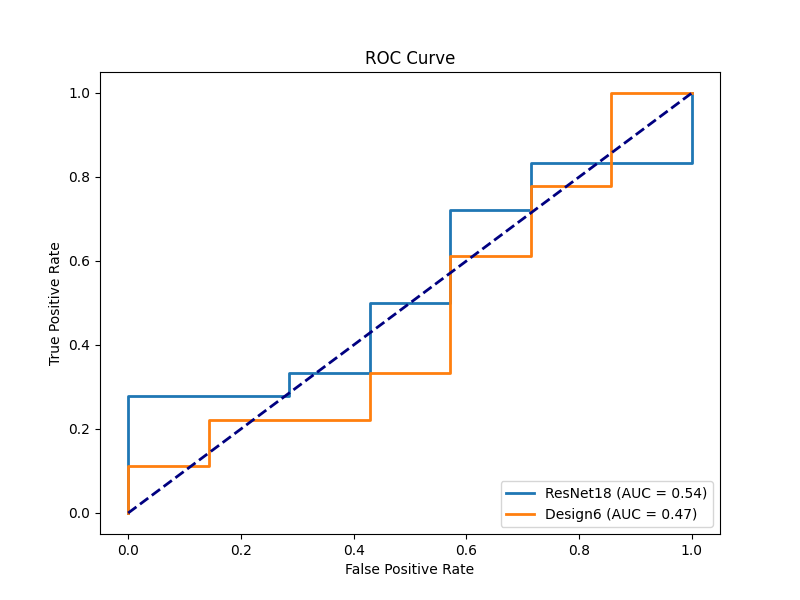 ROC Curve
True Positive Rate
1.0
0.8
0.6
0.4
0.2
0.0
0.0 0.2 0.4 0.6 0.8 1.0
False Positive Rate
ResNet18 (AUC = 0.54)
Design6 (AUC = 0.47)